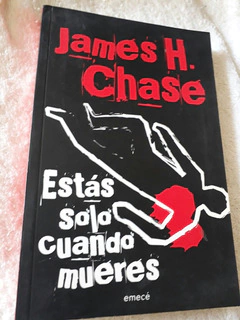 James H.
Chase
Estás
solo
cuando
mueres
emecé